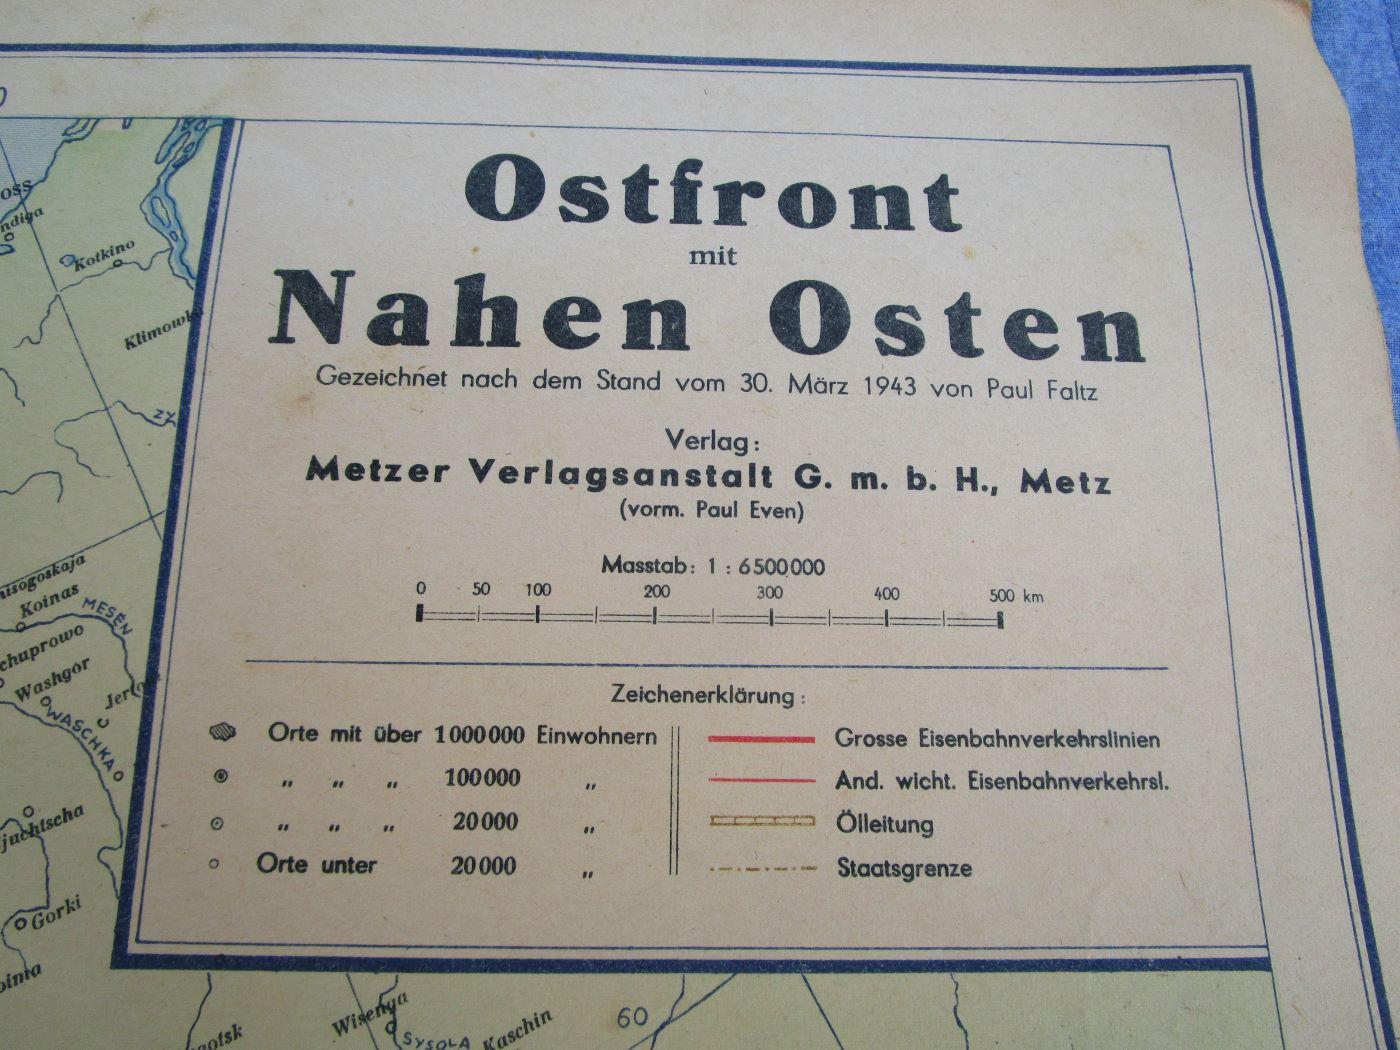 Ostfront
mit
Nahen Osten
Gezeichnet nach dem Stand vom 30. März 1943 von Paul Faltz
Verlag:
Metzer Verlagsanstalt G. m. b. H., Metz
(vorm. Paul Even)
Masstab: 1 : 6500000
0 50 100 200 300 400 500 km
Zeichenerklärung:
Orte mit über 1000000 Einwohnern
„ „ „ 100000 „
„ „ „ 20000 „
Orte unter 20000 „
Grosse Eisenbahnverkehrslinien
And. wicht. Eisenbahnverkehrsl.
Ölleitung
Staatsgrenze
Kotkino
Klimowka
Koinas
MESEN
Washgor
WASCHKA
Gorki
Wisenga
SYSOLA
Kaschin
60